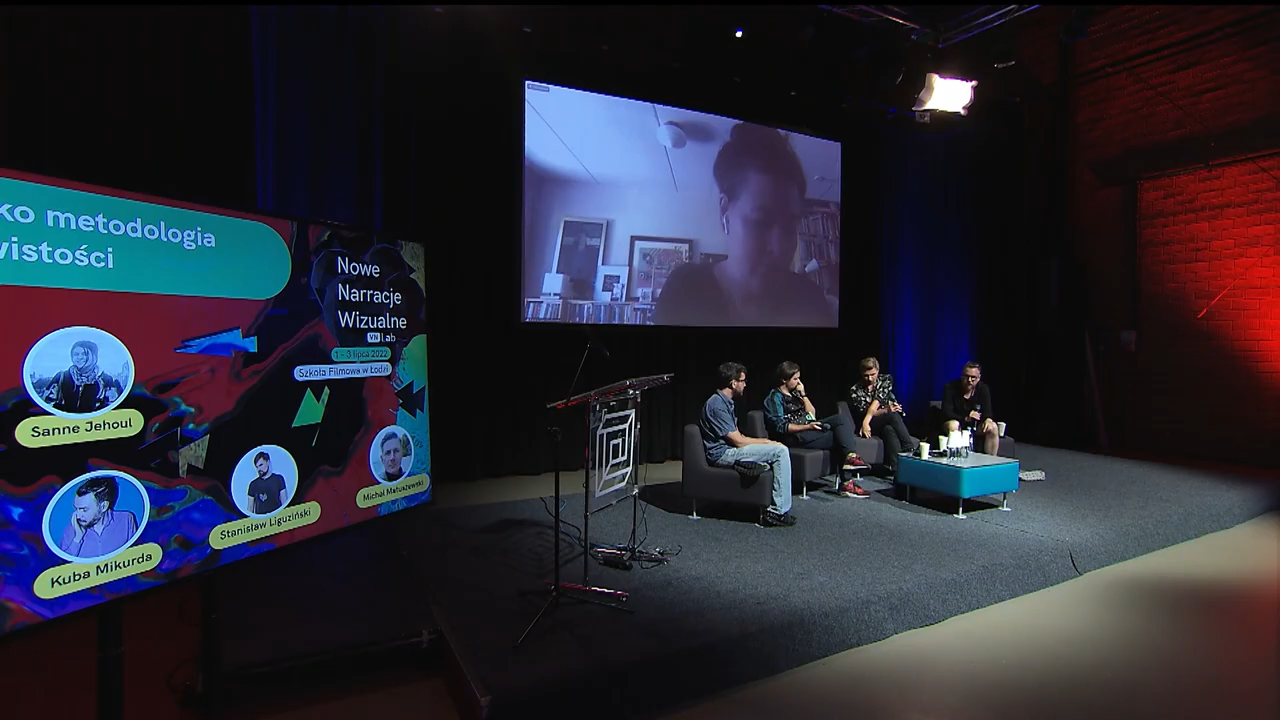 ko metodologia
wistości
Nowe
Narracje
Wizualne
VN Lab
1 - 3 lipca 2022
Szkoła Filmowa w Łodzi
Sanne Jehoul
Kuba Mikurda
Stanisław Liguziński
Michał Matuszewski